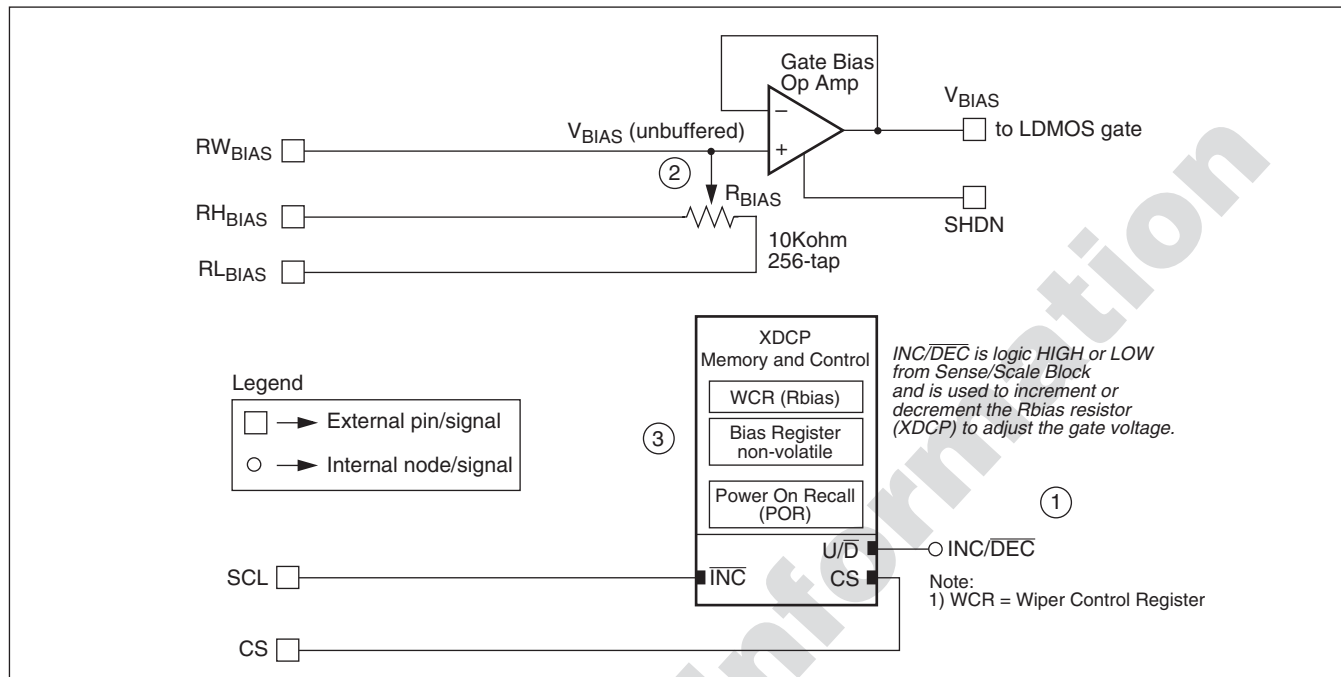 Gate Bias
Op Amp
V_BIAS
to LDMOS gate
V_BIAS (unbuffered)
−
+
RW_BIAS
②
R_BIAS
RH_BIAS
SHDN
10Kohm
256-tap
RL_BIAS
XDCP
Memory and Control
WCR (Rbias)
Bias Register
non-volatile
Power On Recall
(POR)
INC/D̅E̅C̅ is logic HIGH or LOW
from Sense/Scale Block
and is used to increment or
decrement the Rbias resistor
(XDCP) to adjust the gate voltage.
Legend
External pin/signal
Internal node/signal
③
①
U/D̅
INC/D̅E̅C̅
SCL
I̅N̅C̅
CS
Note:
1) WCR = Wiper Control Register
CS
nformation